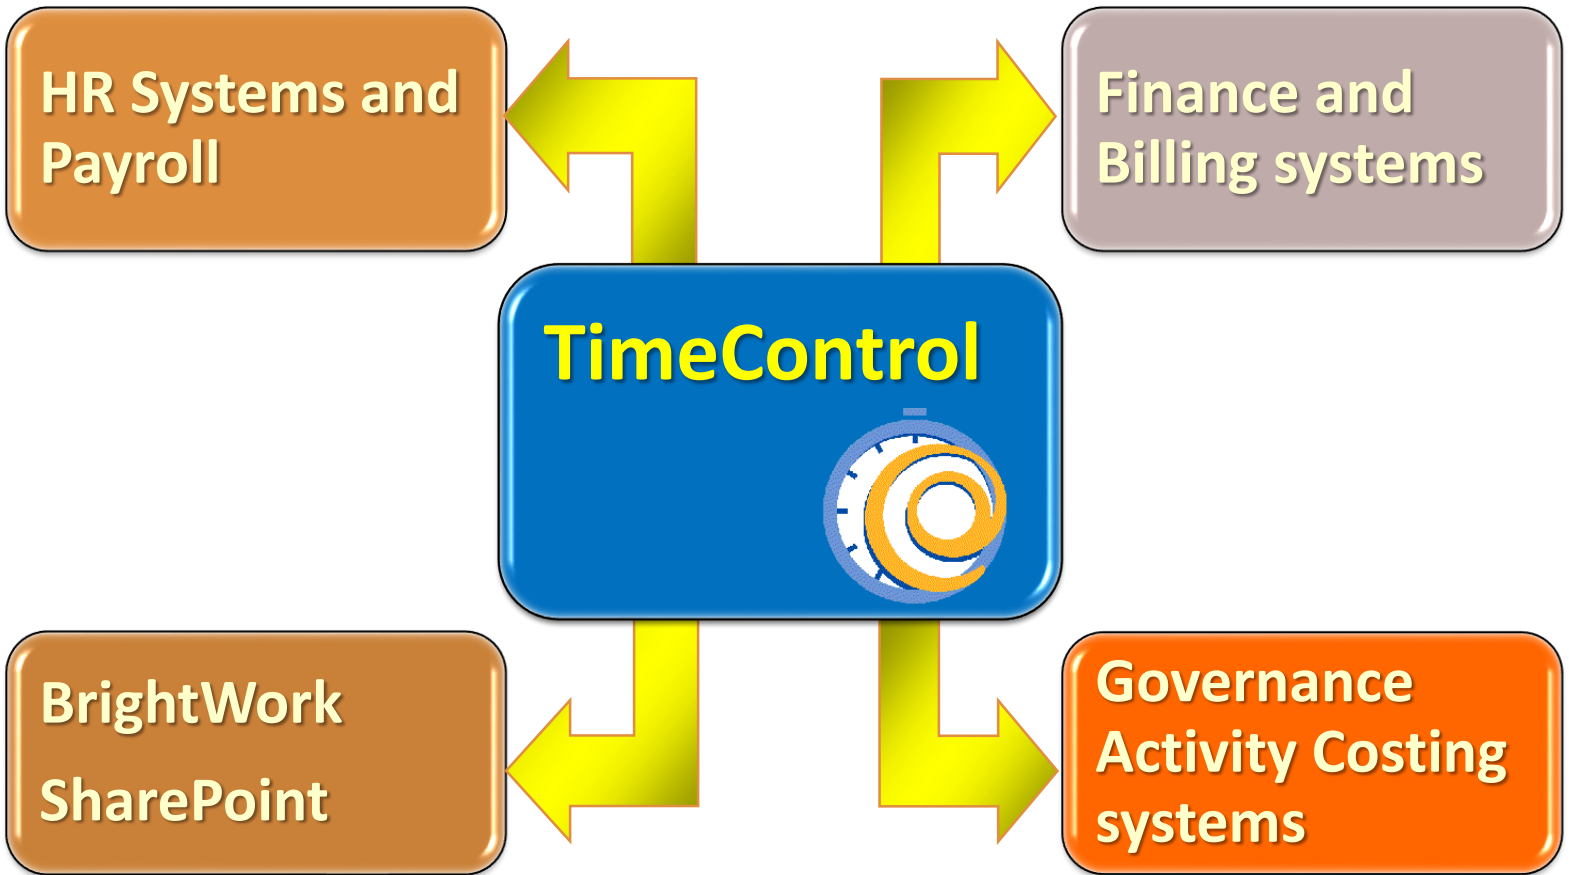 HR Systems and
Payroll
Finance and
Billing systems
TimeControl
BrightWork
SharePoint
Governance
Activity Costing
systems